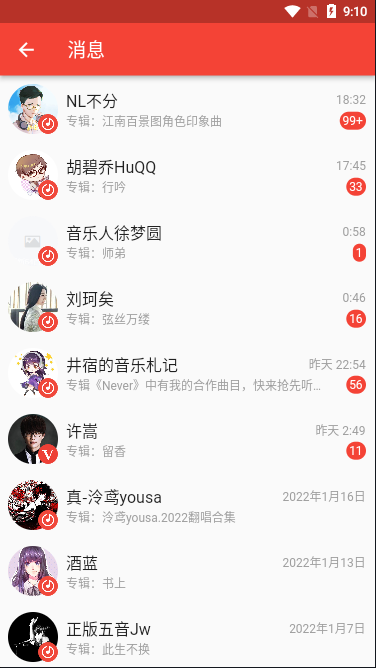 9:10
消息
NL不分
18:32
专辑：江南百景图角色印象曲
99+
胡碧乔HuQQ
17:45
专辑：行吟
33
音乐人徐梦圆
0:58
专辑：师弟
1
刘珂矣
0:46
专辑：弦丝万缕
16
井宿的音乐札记
昨天 22:54
专辑《Never》中有我的合作曲目，快来抢先听...
56
许嵩
昨天 2:49
专辑：留香
11
V
真-泠鸢yousa
2022年1月16日
专辑：泠鸢yousa.2022翻唱合集
酒蓝
2022年1月13日
专辑：书上
正版五音Jw
2022年1月7日
专辑：此生不换